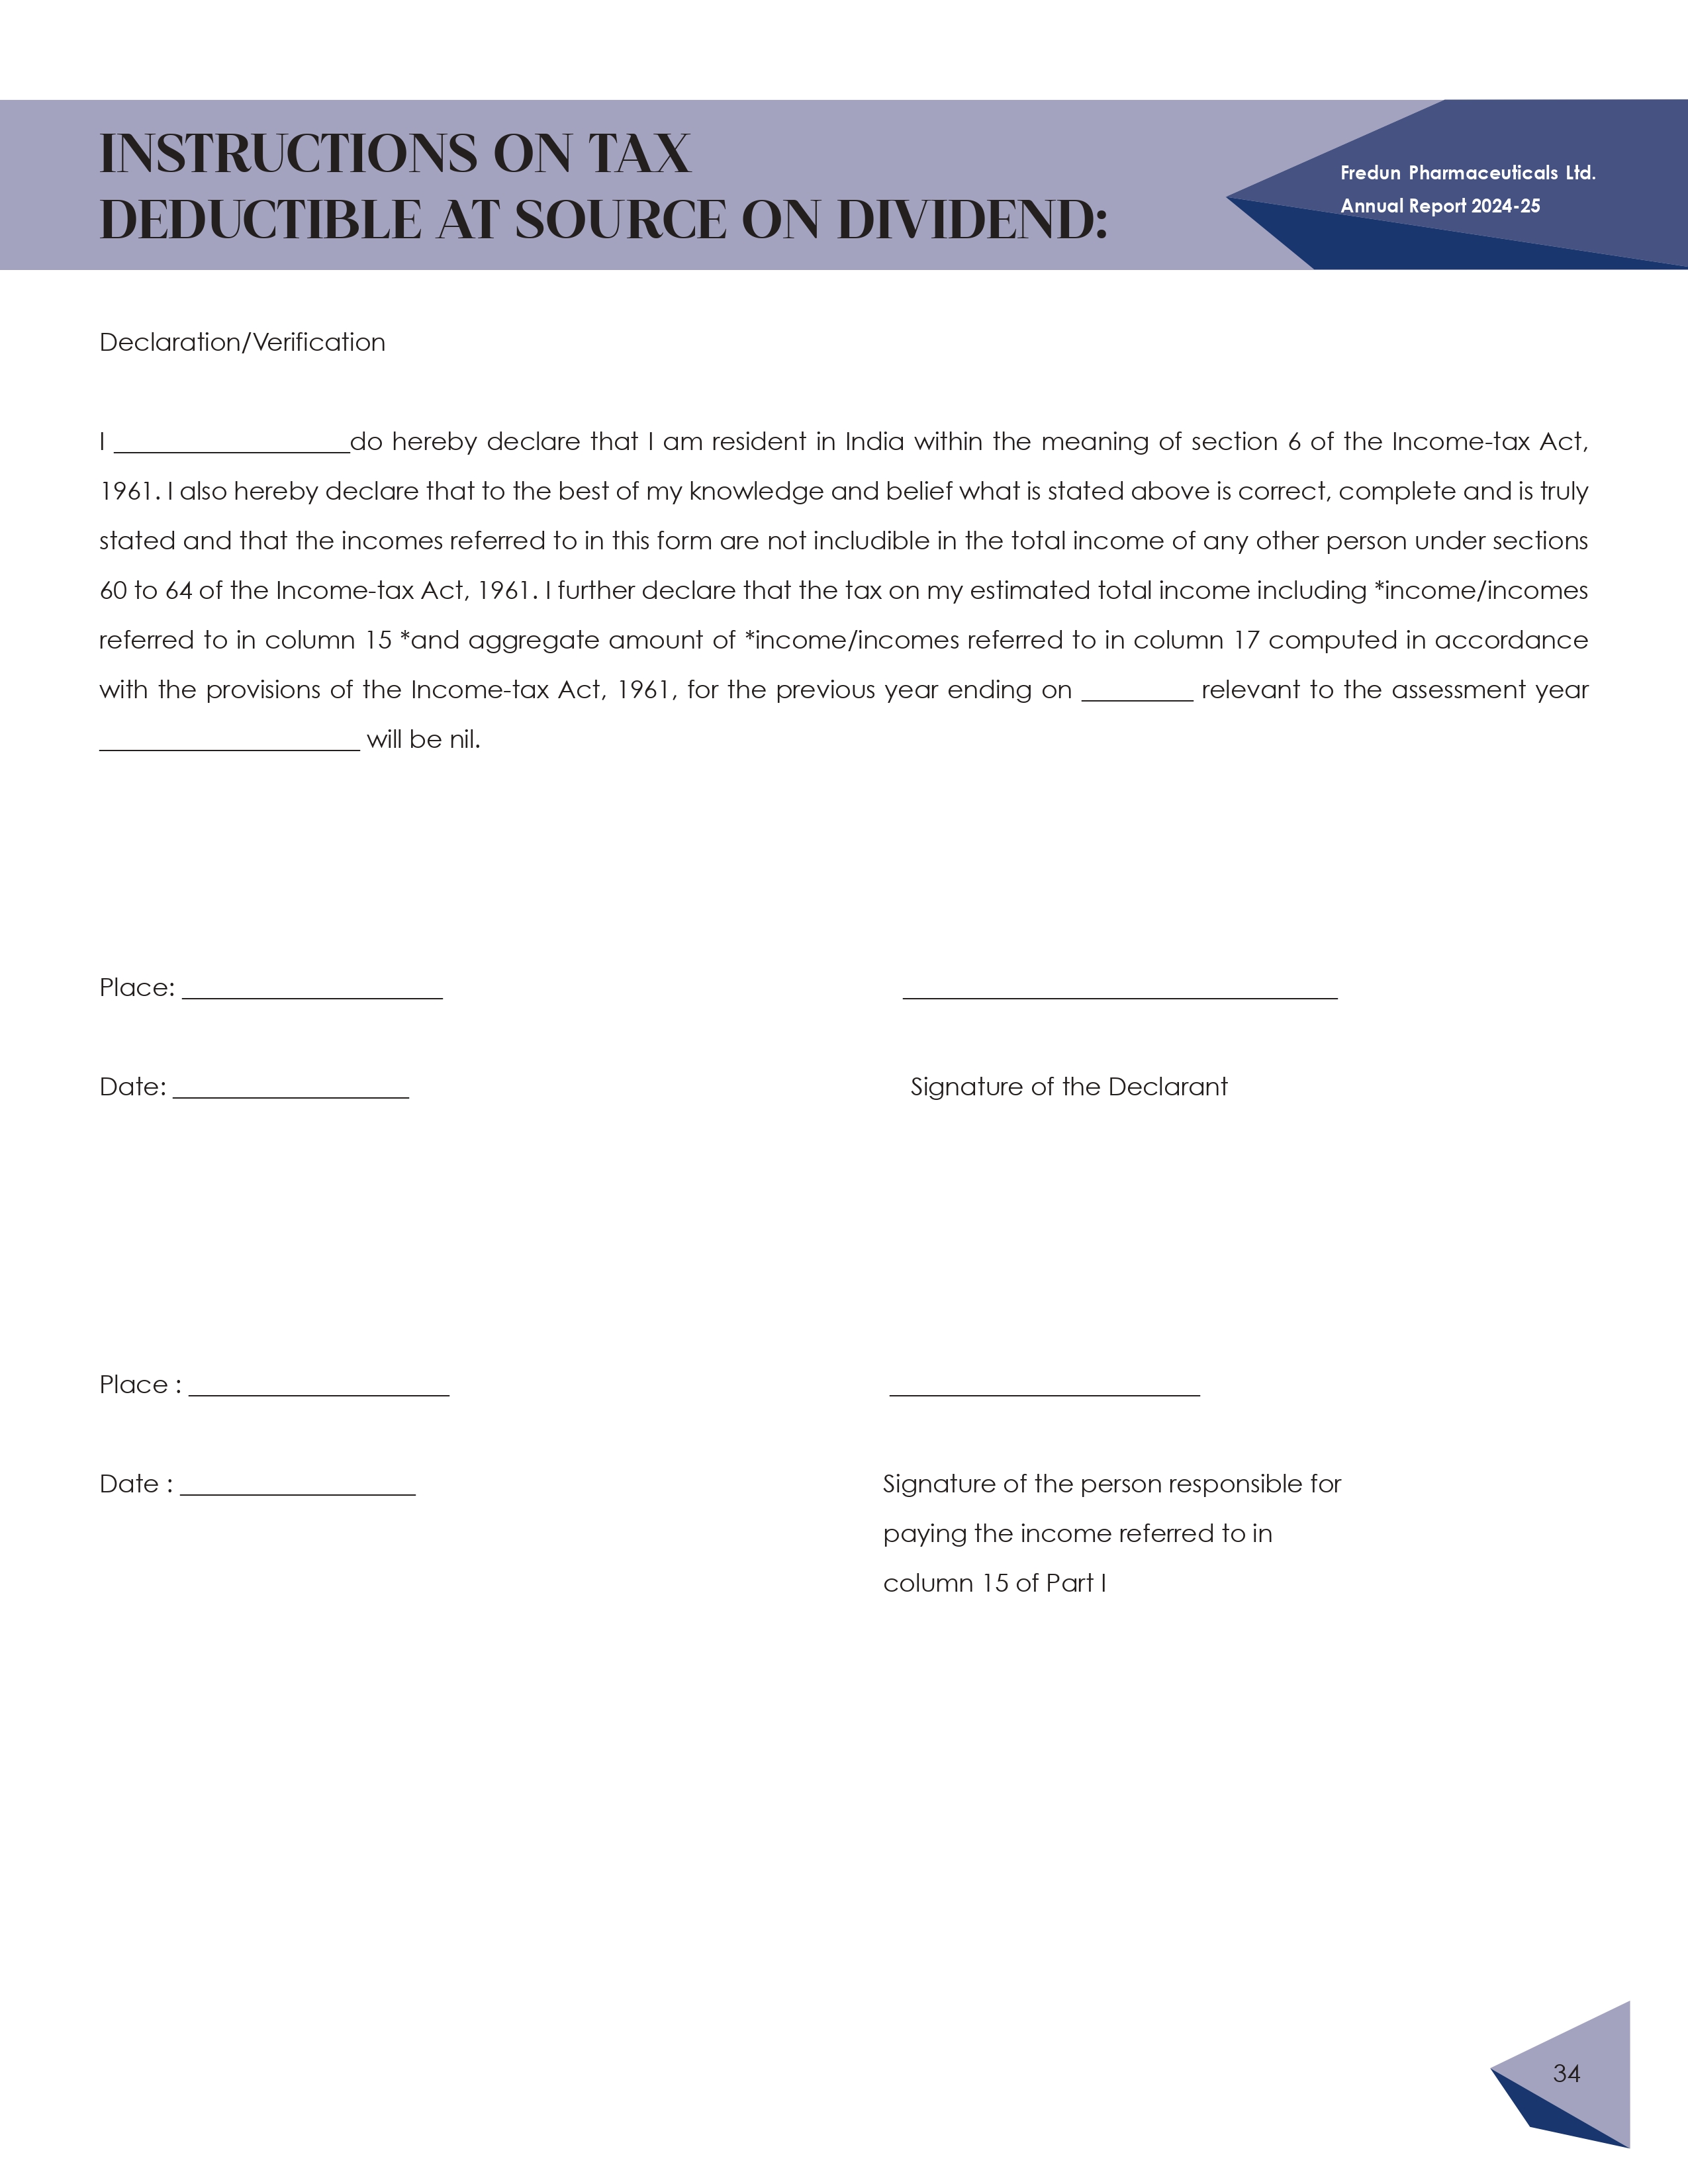 INSTRUCTIONS ON TAX
DEDUCTIBLE AT SOURCE ON DIVIDEND:
Fredun Pharmaceuticals Ltd.
Annual Report 2024-25
Declaration/Verification
I __________________do hereby declare that I am resident in India within the meaning of section 6 of the Income-tax Act,
1961. I also hereby declare that to the best of my knowledge and belief what is stated above is correct, complete and is truly
stated and that the incomes referred to in this form are not includible in the total income of any other person under sections
60 to 64 of the Income-tax Act, 1961. I further declare that the tax on my estimated total income including *income/incomes
referred to in column 15 *and aggregate amount of *income/incomes referred to in column 17 computed in accordance
with the provisions of the Income-tax Act, 1961, for the previous year ending on _________ relevant to the assessment year
____________________ will be nil.
Place: ____________________ ___________________________________
Date: ___________________ Signature of the Declarant
Place : ____________________ _________________________
Date : ___________________ Signature of the person responsible for
paying the income referred to in
column 15 of Part I
34